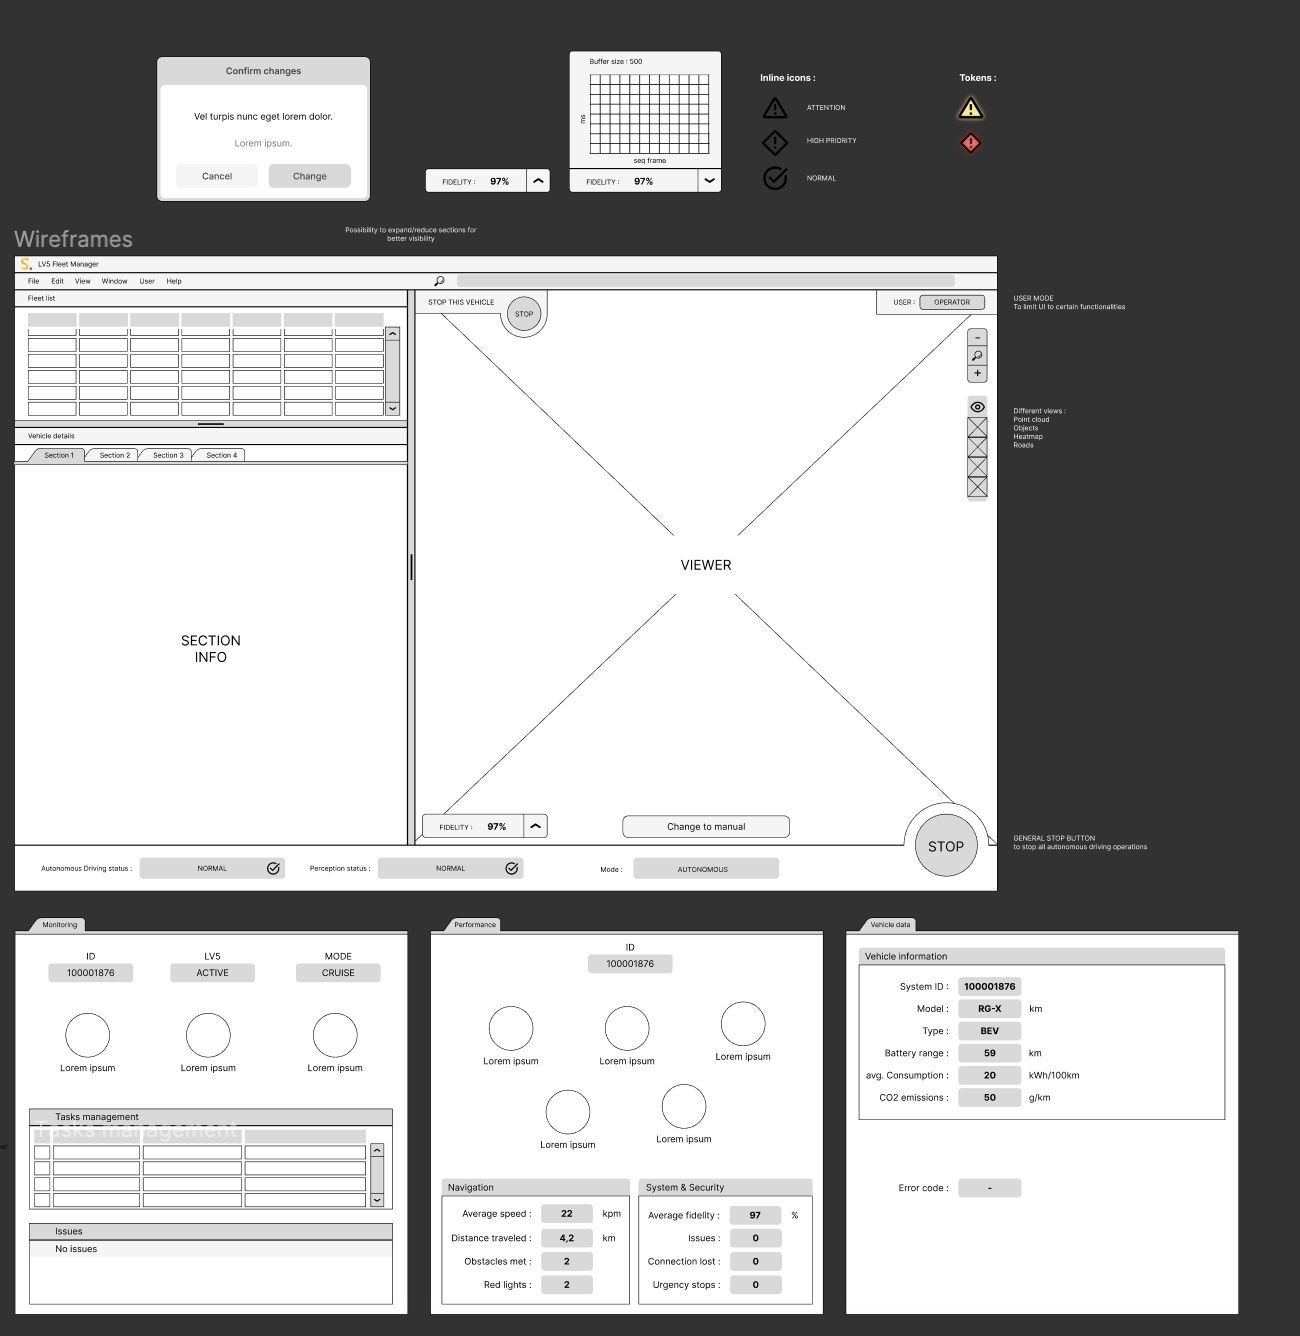 Confirm changes
Vel turpis nunc eget lorem dolor.
Lorem ipsum.
Cancel
Change
FIDELITY :
97%
Buffer size : 500
ms
seq frame
FIDELITY :
97%
Inline icons :
ATTENTION
HIGH PRIORITY
NORMAL
Tokens :
Wireframes
Possibility to expand/reduce sections for
better visibility
S.
LV5 Fleet Manager
File
Edit
View
Window
User
Help
Fleet list
STOP THIS VEHICLE
STOP
USER :
OPERATOR
USER MODE
To limit UI to certain functionalities
-
+
Different views :
Point cloud
Objects
Heatmap
Roads
Vehicle details
Section 1
Section 2
Section 3
Section 4
SECTION
INFO
VIEWER
FIDELITY :
97%
Change to manual
STOP
GENERAL STOP BUTTON
to stop all autonomous driving operations
Autonomous Driving status :
NORMAL
Perception status :
NORMAL
Mode :
AUTONOMOUS
Monitoring
ID
100001876
LV5
ACTIVE
MODE
CRUISE
Lorem ipsum
Lorem ipsum
Lorem ipsum
Tasks management
Tasks management
Issues
No issues
Performance
ID
100001876
Lorem ipsum
Lorem ipsum
Lorem ipsum
Lorem ipsum
Lorem ipsum
Navigation
Average speed :
22
kpm
Distance traveled :
4,2
km
Obstacles met :
2
Red lights :
2
System & Security
Average fidelity :
97
%
Issues :
0
Connection lost :
0
Urgency stops :
0
Vehicle data
Vehicle information
System ID :
100001876
Model :
RG-X
km
Type :
BEV
Battery range :
59
km
avg. Consumption :
20
kWh/100km
CO2 emissions :
50
g/km
Error code :
-